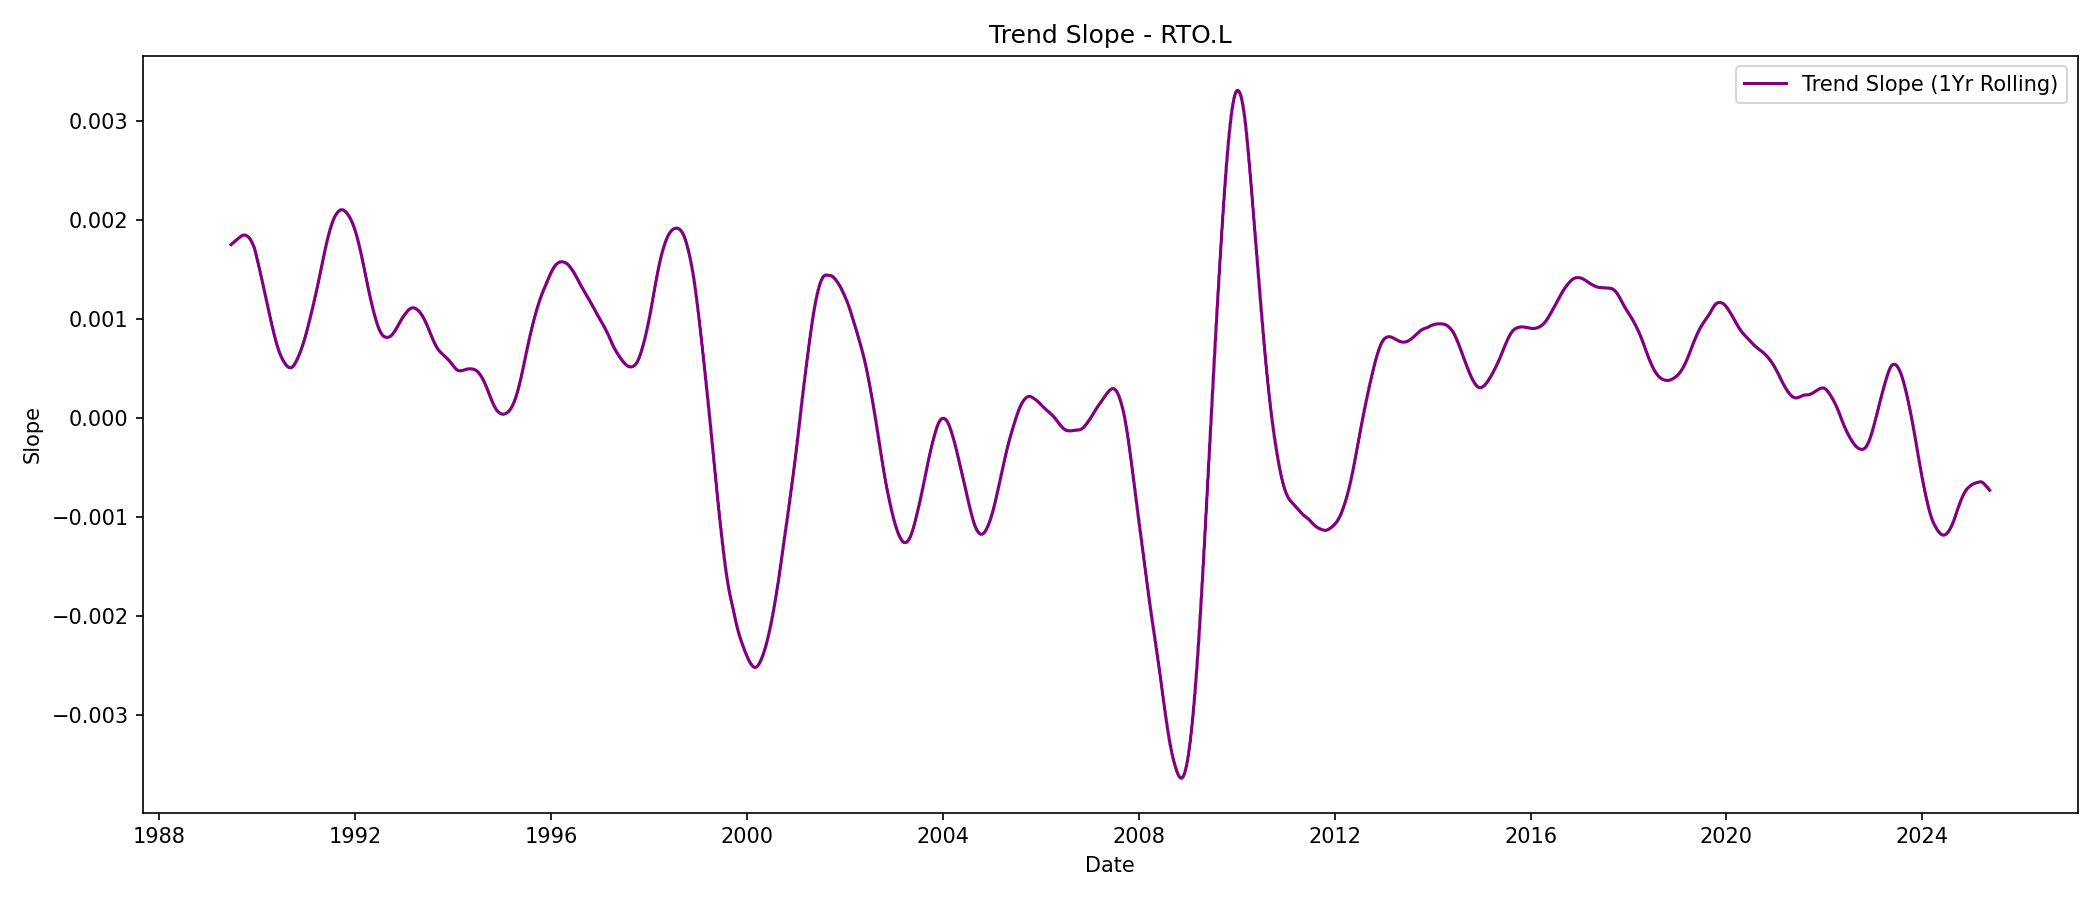 Trend Slope - RTO.L
Trend Slope (1Yr Rolling)
0.003
0.002
0.001
0.000
−0.001
−0.002
−0.003
Slope
1988 1992 1996 2000 2004 2008 2012 2016 2020 2024
Date